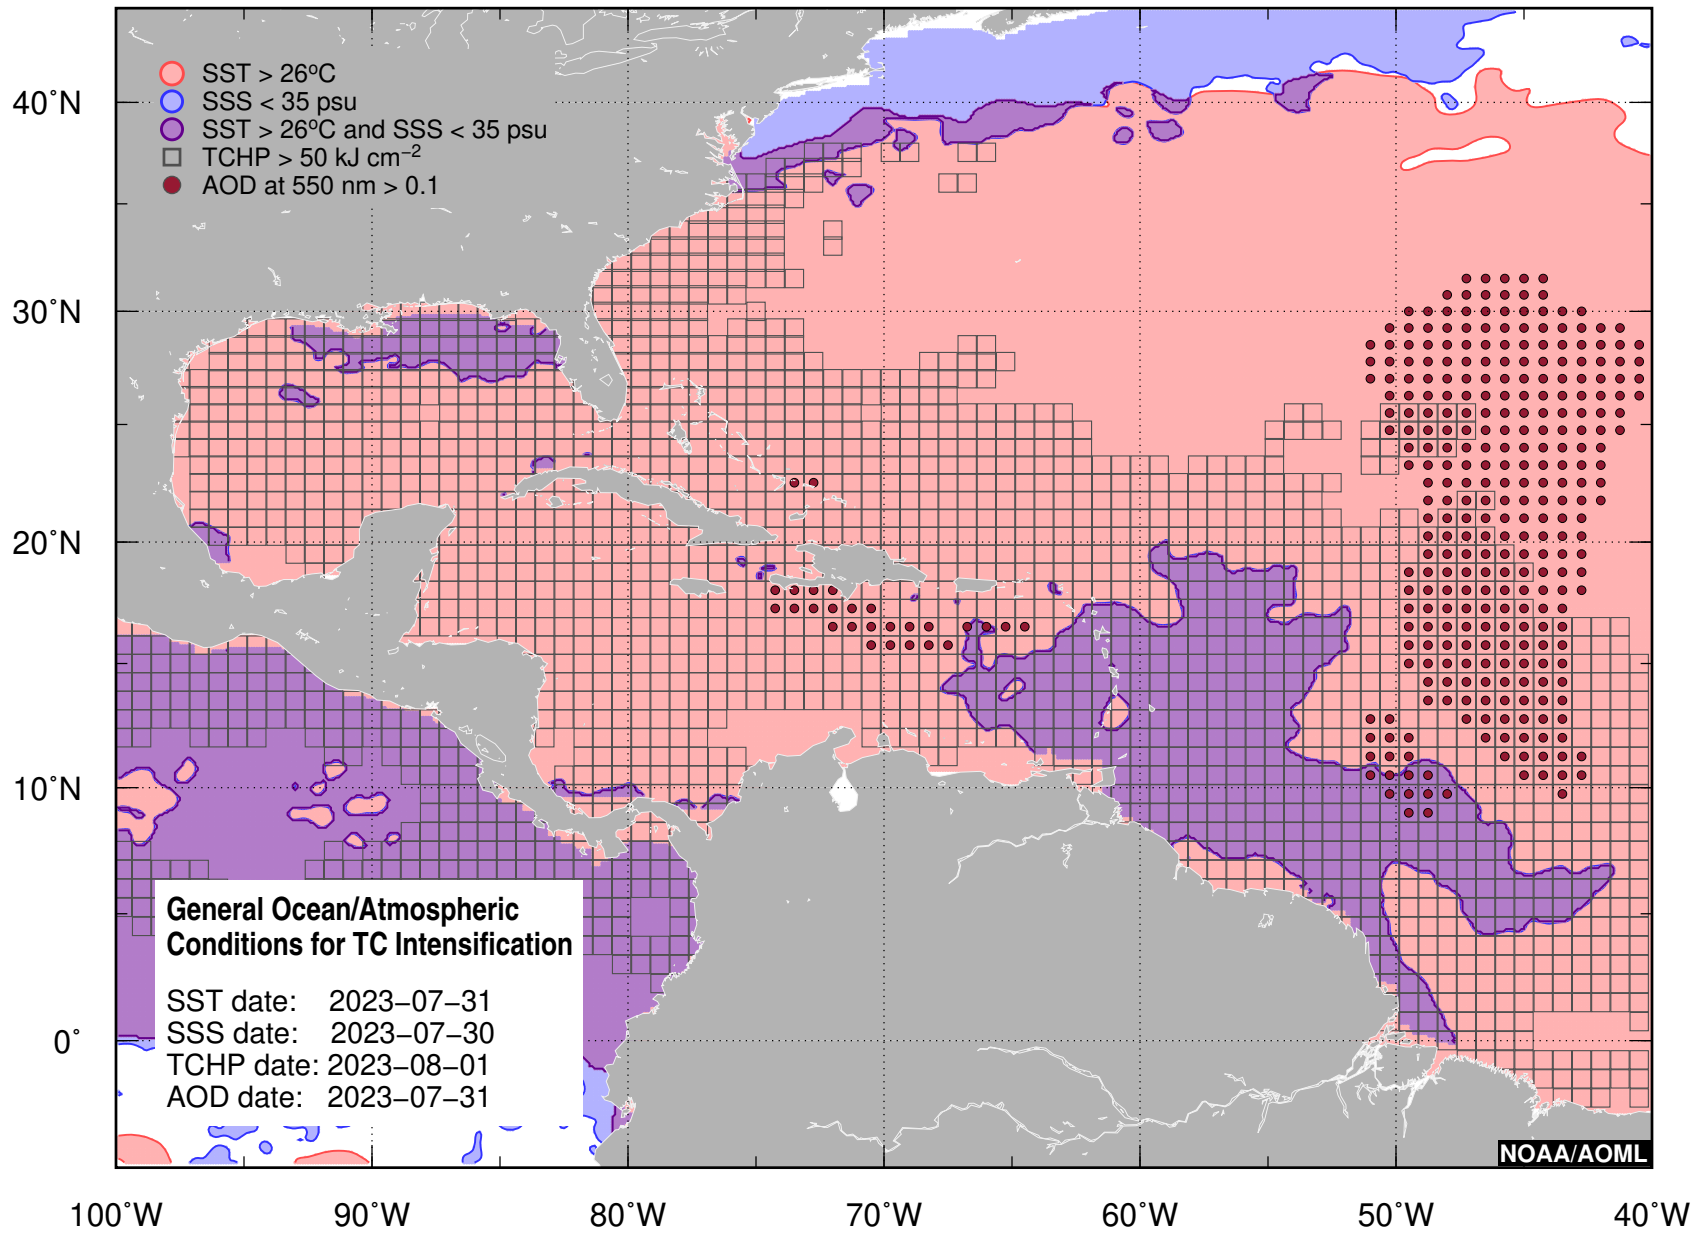 SST > 26ºC
SSS < 35 psu
SST > 26ºC and SSS < 35 psu
TCHP > 50 kJ cm⁻²
AOD at 550 nm > 0.1
40˚N
30˚N
20˚N
10˚N
0˚
General Ocean/Atmospheric
Conditions for TC Intensification
SST date: 2023−07−31
SSS date: 2023−07−30
TCHP date: 2023−08−01
AOD date: 2023−07−31
NOAA/AOML
100˚W 90˚W 80˚W 70˚W 60˚W 50˚W 40˚W